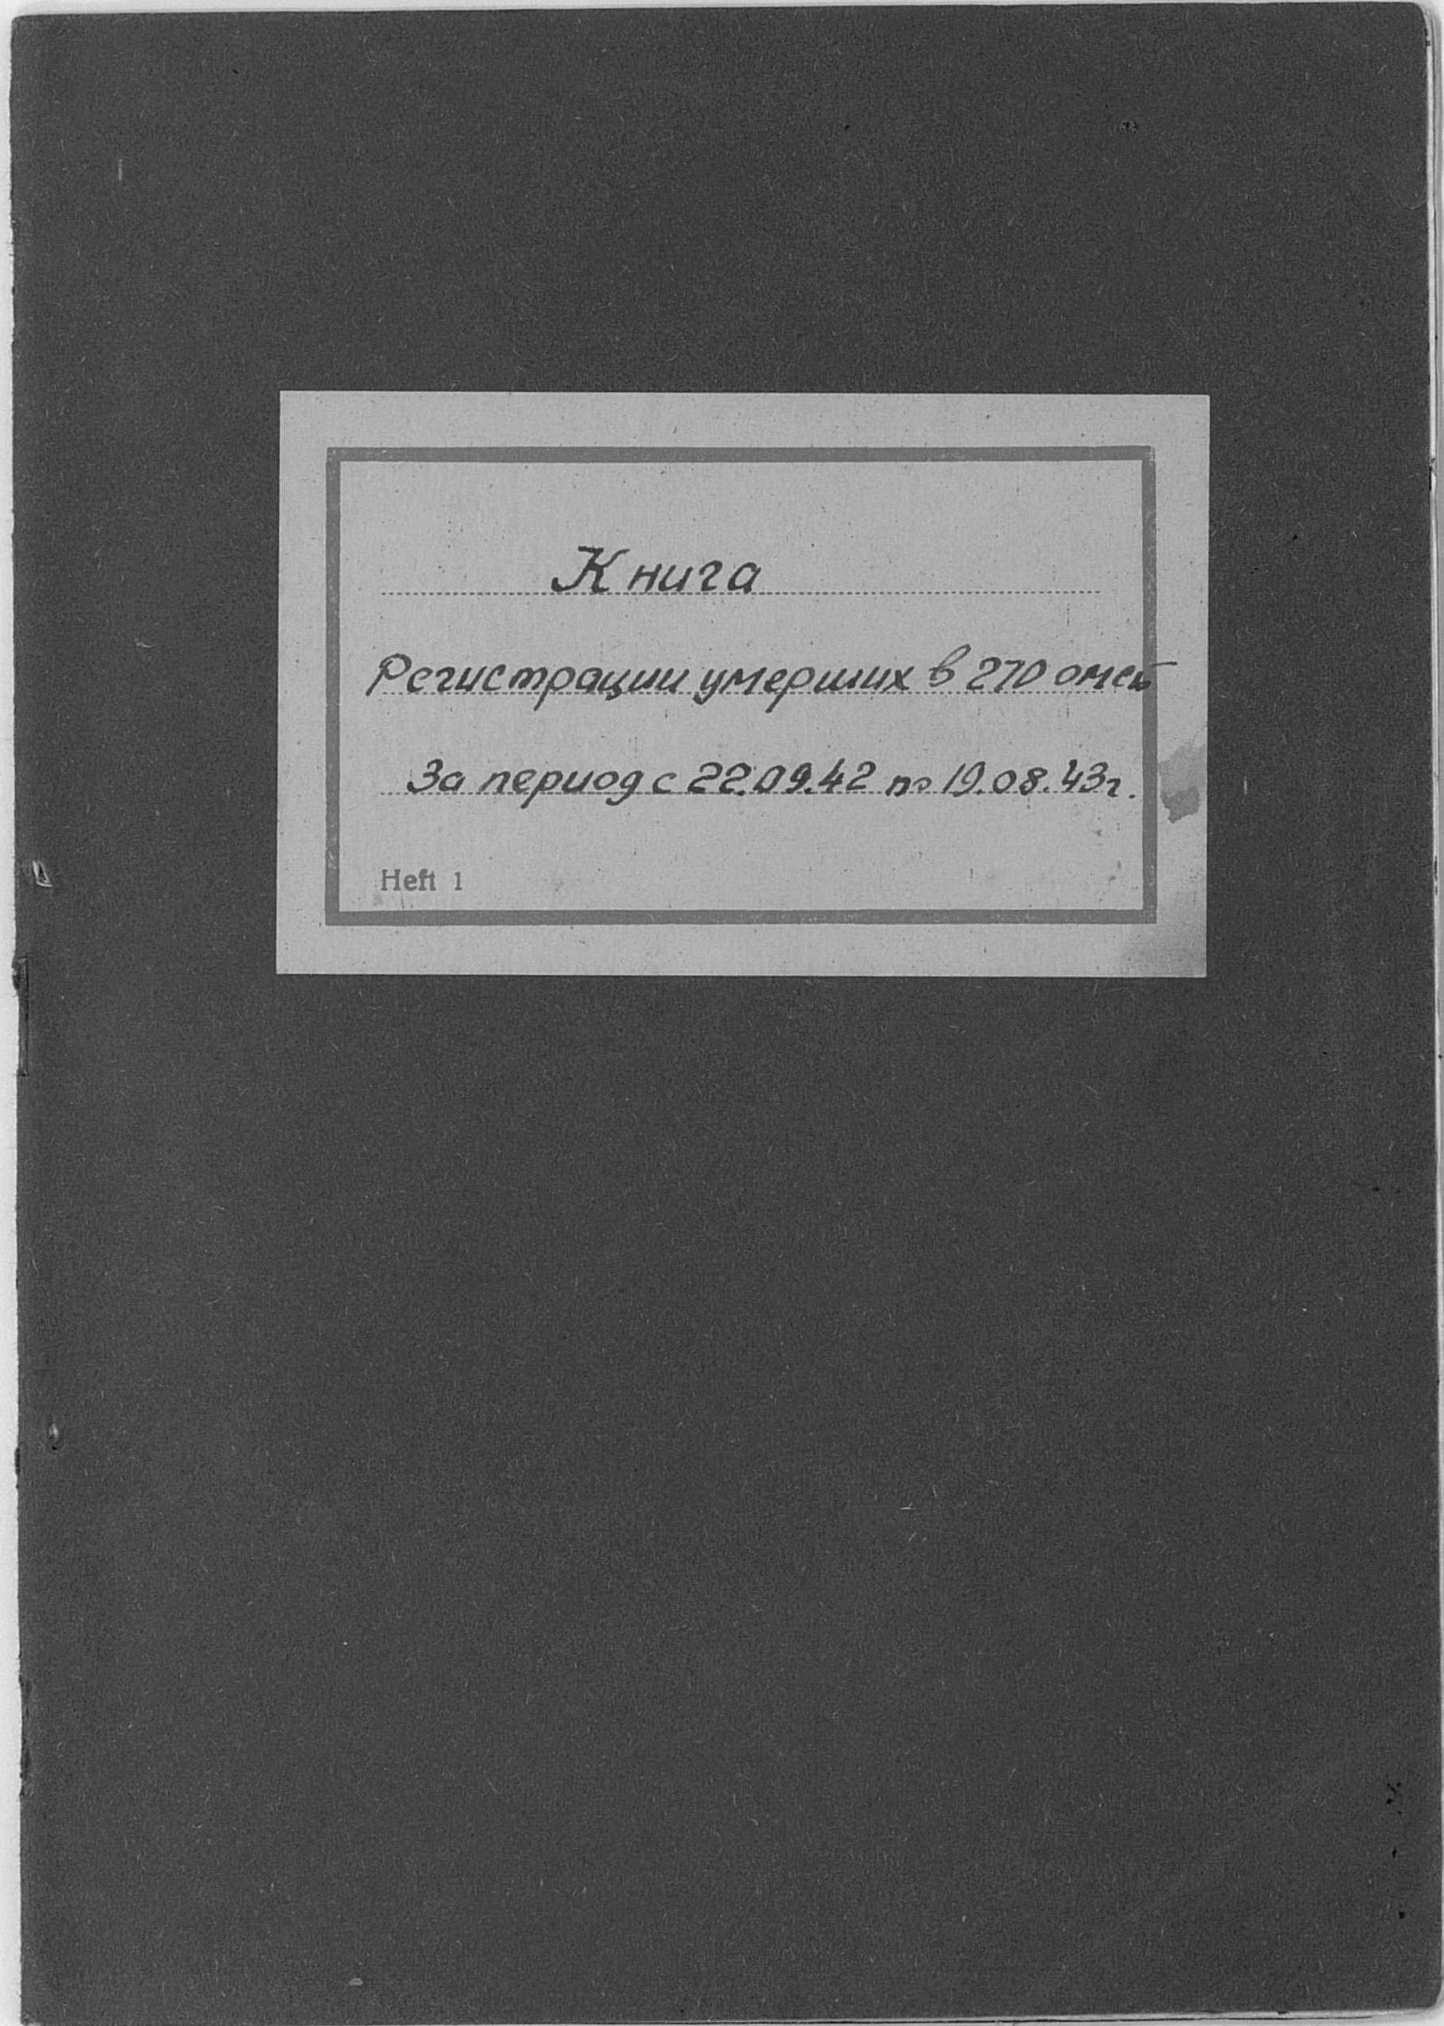 Книга
Регистрации умерших в 270 омсб
За период с 22.09.42 по 19.08.43г.
Heft 1